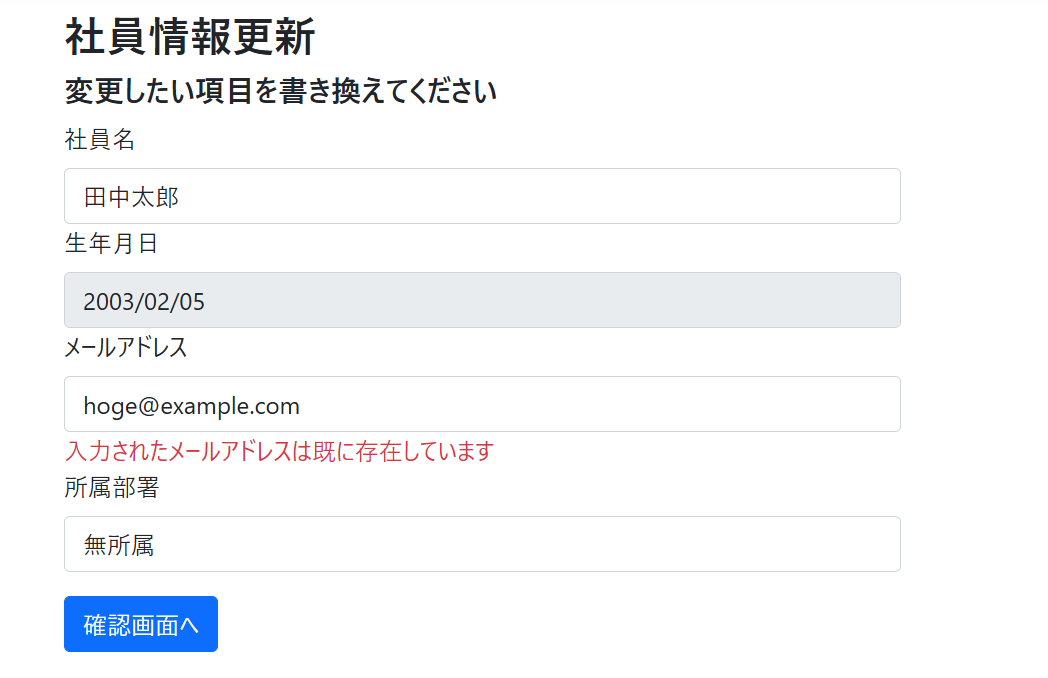 社員情報更新
変更したい項目を書き換えてください
社員名
田中太郎
生年月日
2003/02/05
メールアドレス
hoge@example.com
入力されたメールアドレスは既に存在しています
所属部署
無所属
確認画面へ